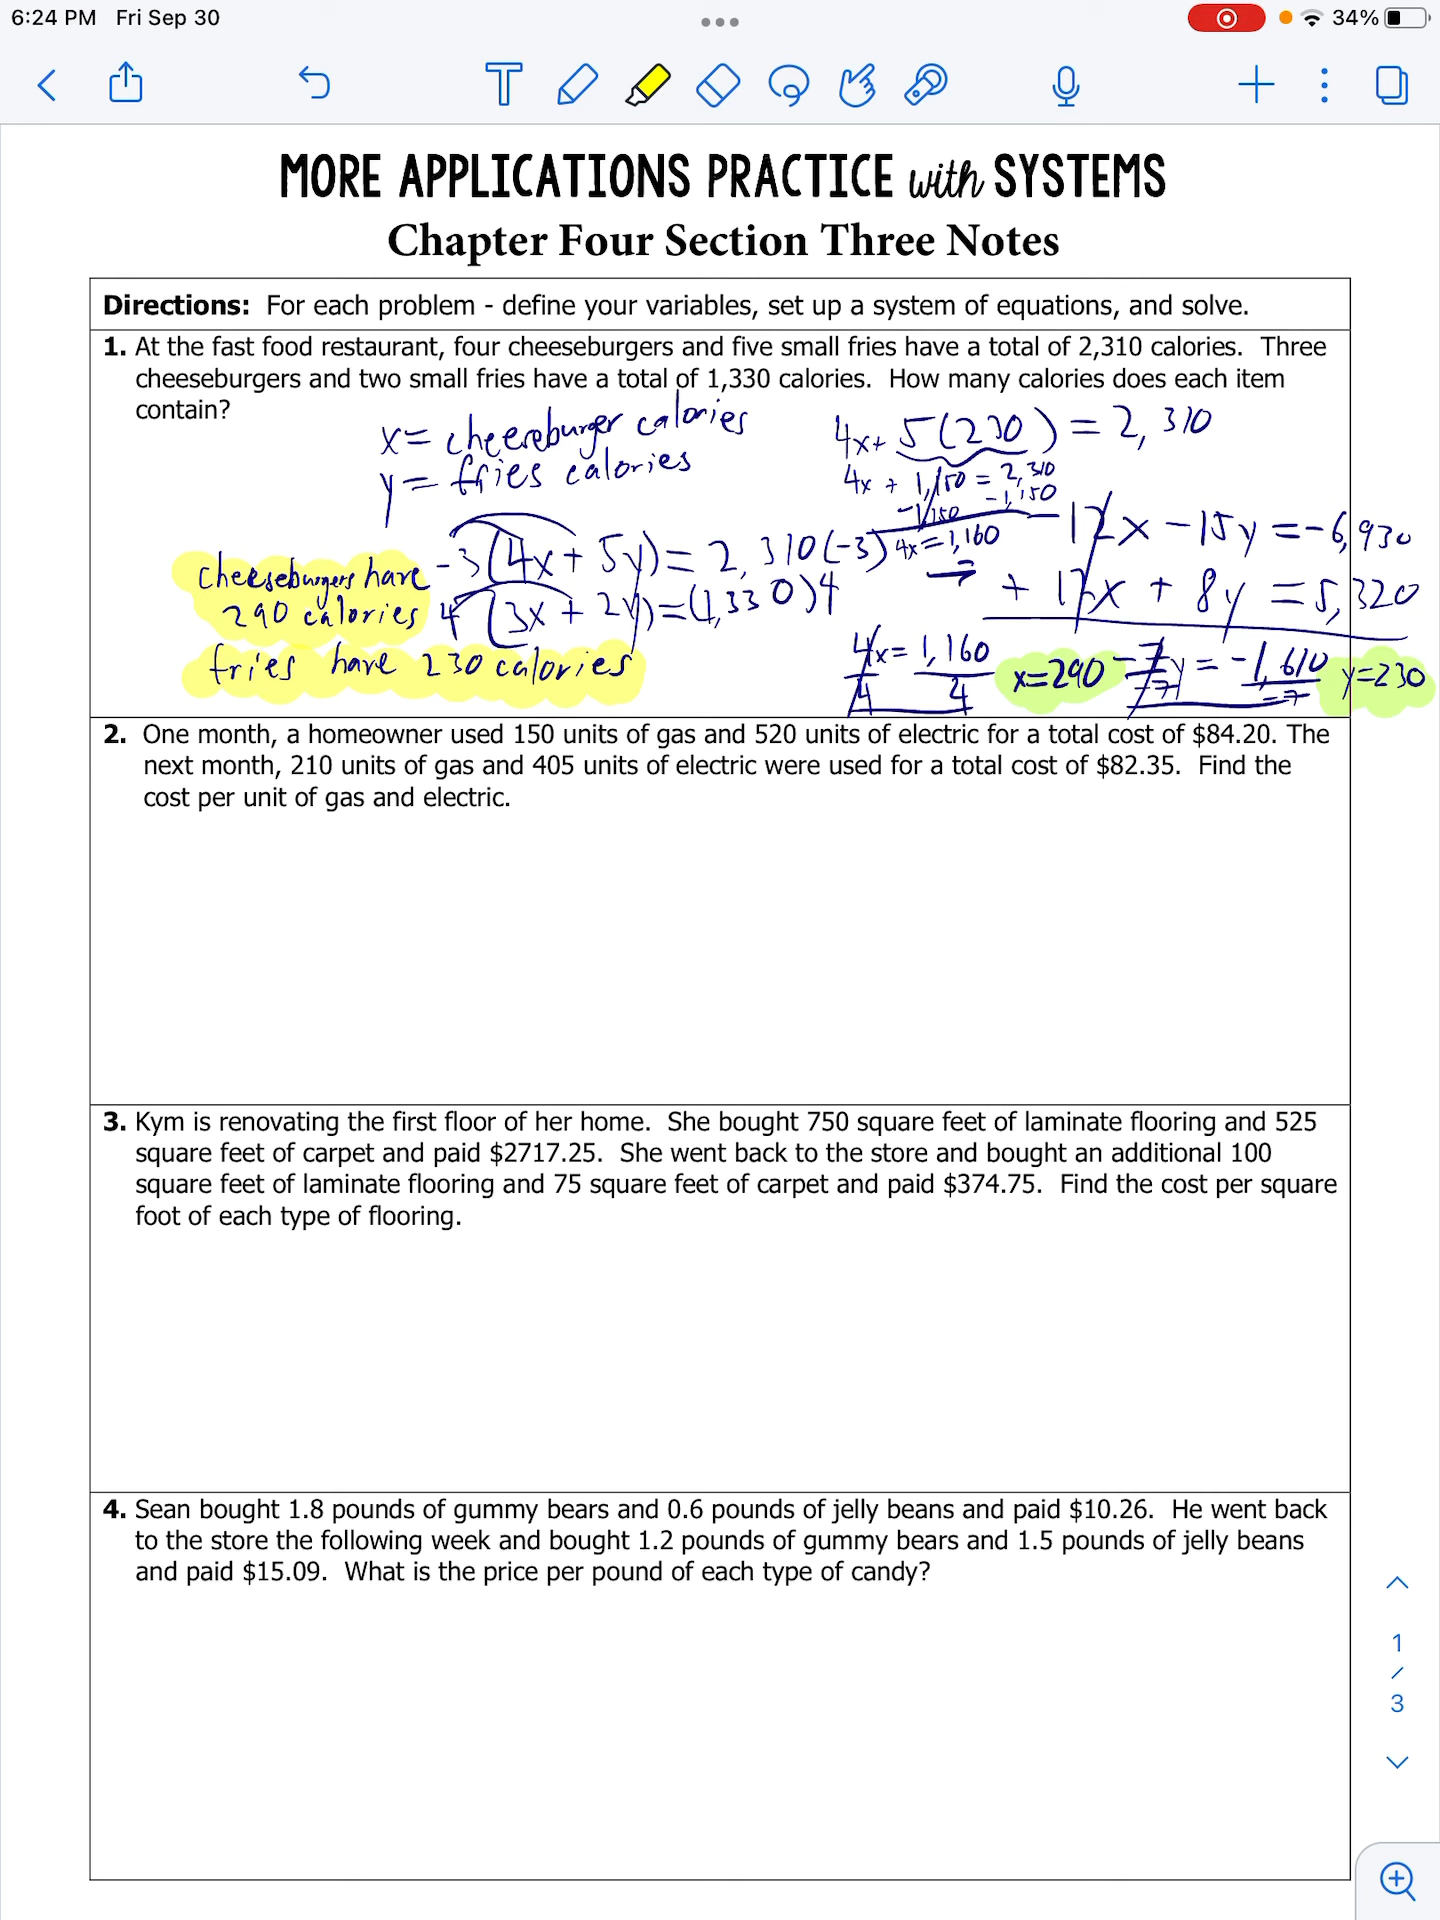 6:24 PM Fri Sep 30
34%
MORE APPLICATIONS PRACTICE with SYSTEMS
Chapter Four Section Three Notes
Directions: For each problem - define your variables, set up a system of equations, and solve.
1. At the fast food restaurant, four cheeseburgers and five small fries have a total of 2,310 calories. Three
cheeseburgers and two small fries have a total of 1,330 calories. How many calories does each item
contain?
x= cheeseburger calories
y= fries calories
4x+ 5(230) = 2,310
4x + 1,150 = 2,310
-1,150 -1,150
4x=1,160
-3(4x+5y)= 2,310(-3)
4(3x+2y)=(1,330)4
-12x -15y =-6,930
+ 12x + 8y =5,320
4x= 1,160
4 4
x=290
-7y = -1,610
-7 -7
y=230
Cheeseburgers have
290 calories
fries have 230 calories
2. One month, a homeowner used 150 units of gas and 520 units of electric for a total cost of $84.20. The
next month, 210 units of gas and 405 units of electric were used for a total cost of $82.35. Find the
cost per unit of gas and electric.
3. Kym is renovating the first floor of her home. She bought 750 square feet of laminate flooring and 525
square feet of carpet and paid $2717.25. She went back to the store and bought an additional 100
square feet of laminate flooring and 75 square feet of carpet and paid $374.75. Find the cost per square
foot of each type of flooring.
4. Sean bought 1.8 pounds of gummy bears and 0.6 pounds of jelly beans and paid $10.26. He went back
to the store the following week and bought 1.2 pounds of gummy bears and 1.5 pounds of jelly beans
and paid $15.09. What is the price per pound of each type of candy?
1
/
3